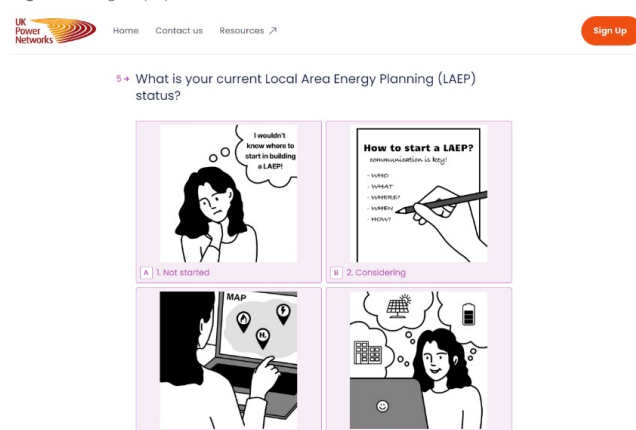 UK
Power
Networks
Home Contact us Resources ↗
Sign Up
5→ What is your current Local Area Energy Planning (LAEP)
status?
I wouldn't
know where to
start in building
a LAEP!
How to start a LAEP?
communication is key!
- WHO
- WHAT
- WHERE?
- WHEN
- HOW?
A 1. Not started
B 2. Considering
MAP
H₂